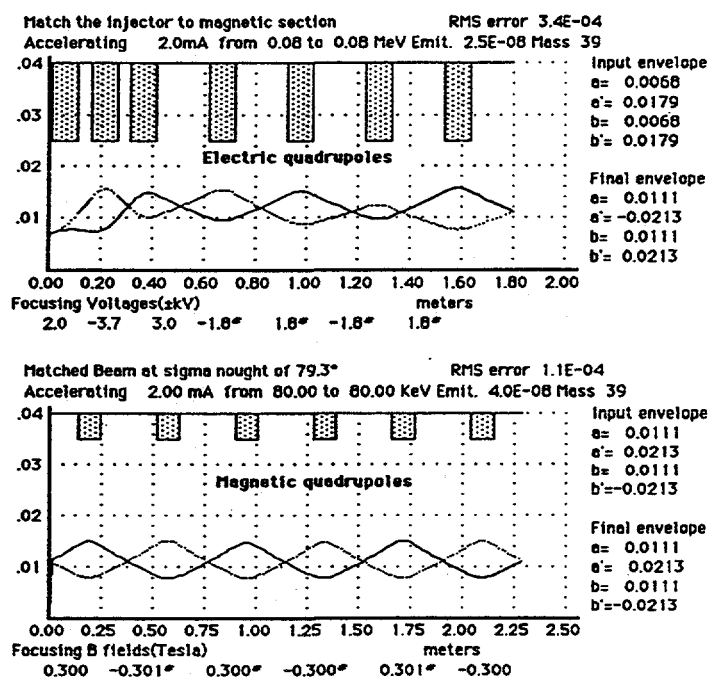 Match the injector to magnetic section RMS error 3.4E-04
Accelerating 2.0mA from 0.08 to 0.08 MeV Emit. 2.5E-08 Mass 39
.04
.03
.02
.01
Electric quadrupoles
0.00 0.20 0.40 0.60 0.80 1.00 1.20 1.40 1.60 1.80 2.00
Focusing Voltages(±kV) meters
2.0 -3.7 3.0 -1.8# 1.8# -1.8# 1.8#
Input envelope
a= 0.0068
a'= 0.0179
b= 0.0068
b'= 0.0179
Final envelope
a= 0.0111
a'= -0.0213
b= 0.0111
b'= 0.0213
Matched Beam at sigma nought of 79.3° RMS error 1.1E-04
Accelerating 2.00 mA from 80.00 to 80.00 KeV Emit. 4.0E-08 Mass 39
.04
.03
.02
.01
Magnetic quadrupoles
0.00 0.25 0.50 0.75 1.00 1.25 1.50 1.75 2.00 2.25 2.50
Focusing B fields(Tesla) meters
0.300 -0.301# 0.300# -0.300# 0.301# -0.300
Input envelope
a= 0.0111
a'= 0.0213
b= 0.0111
b'=-0.0213
Final envelope
a= 0.0111
a'= 0.0213
b= 0.0111
b'=-0.0213